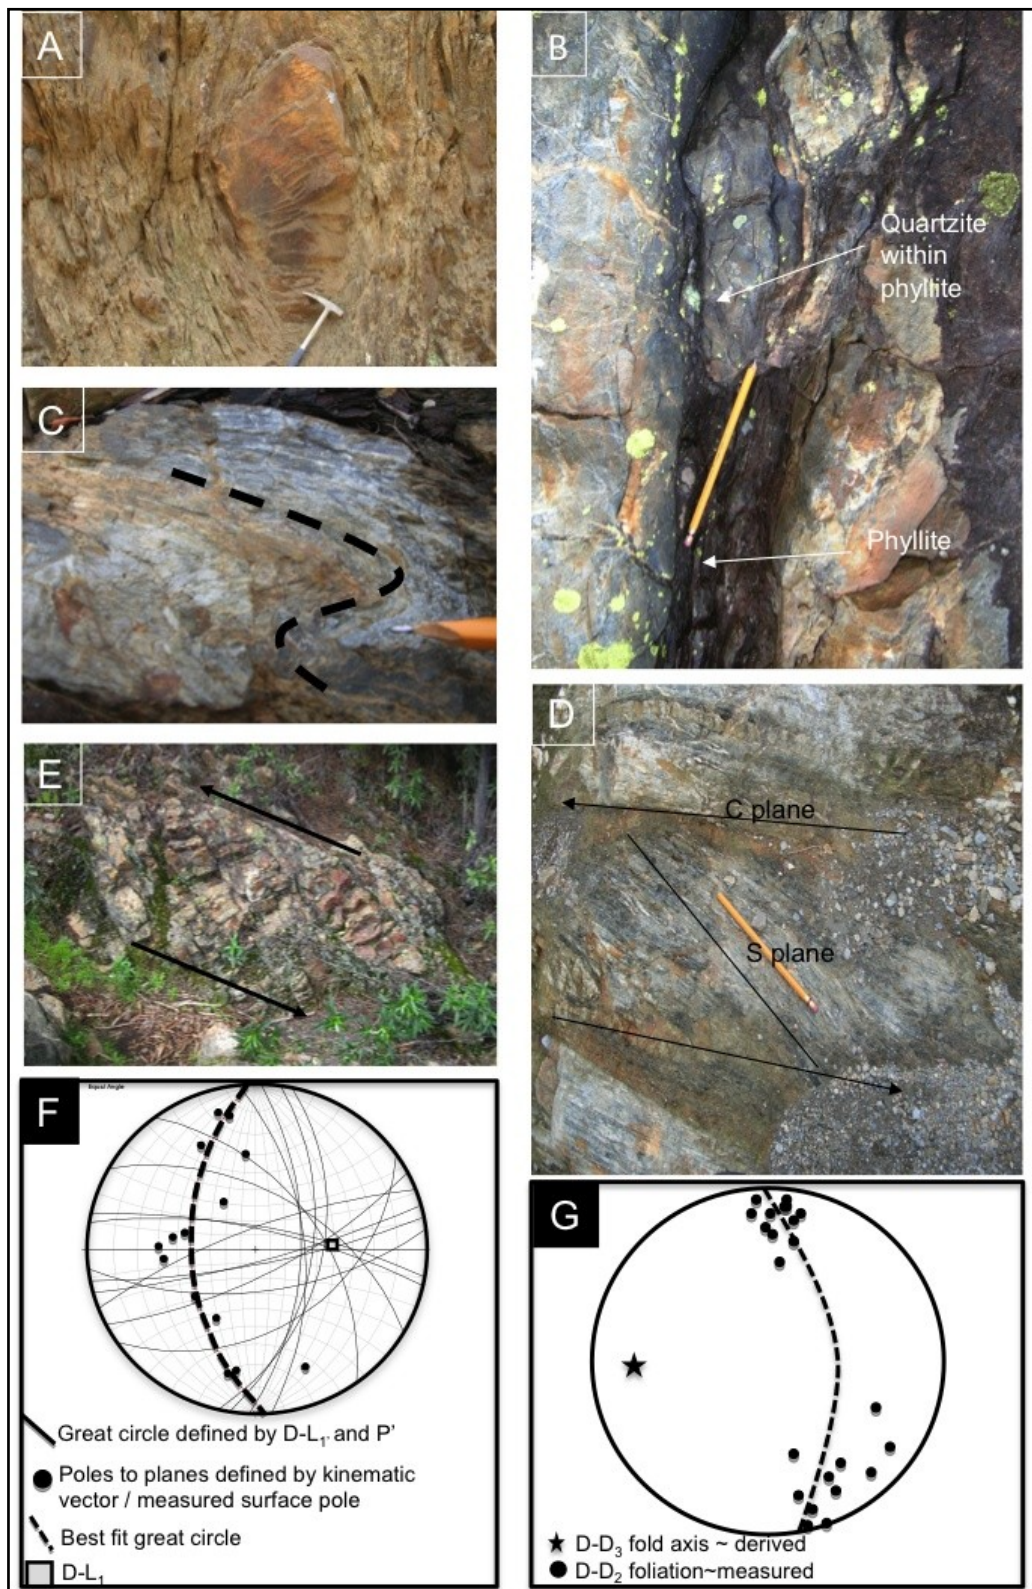 A
B
Quartzite
within
phyllite
Phyllite
C
D
C plane
S plane
E
F
Equal Angle
Great circle defined by D-L1, and P'
Poles to planes defined by kinematic
vector / measured surface pole
Best fit great circle
D-L1
G
D-D3 fold axis ~ derived
D-D2 foliation~measured